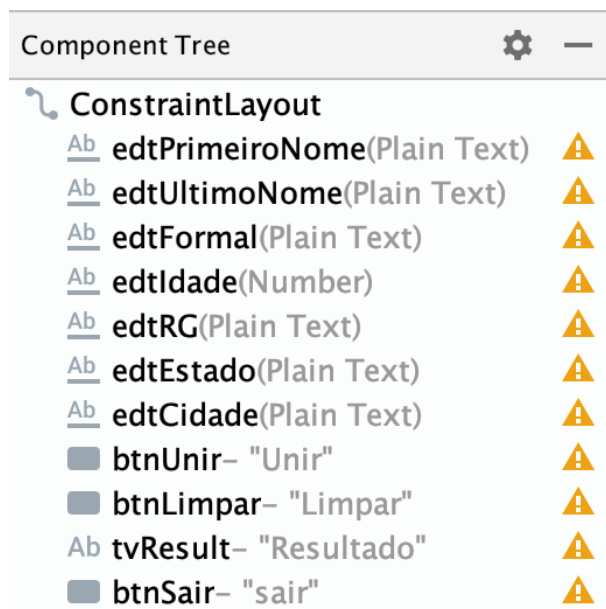 Component Tree
ConstraintLayout
Ab edtPrimeiroNome(Plain Text)
Ab edtUltimoNome(Plain Text)
Ab edtFormal(Plain Text)
Ab edtIdade(Number)
Ab edtRG(Plain Text)
Ab edtEstado(Plain Text)
Ab edtCidade(Plain Text)
btnUnir– "Unir"
btnLimpar– "Limpar"
Ab tvResult– "Resultado"
btnSair– "sair"